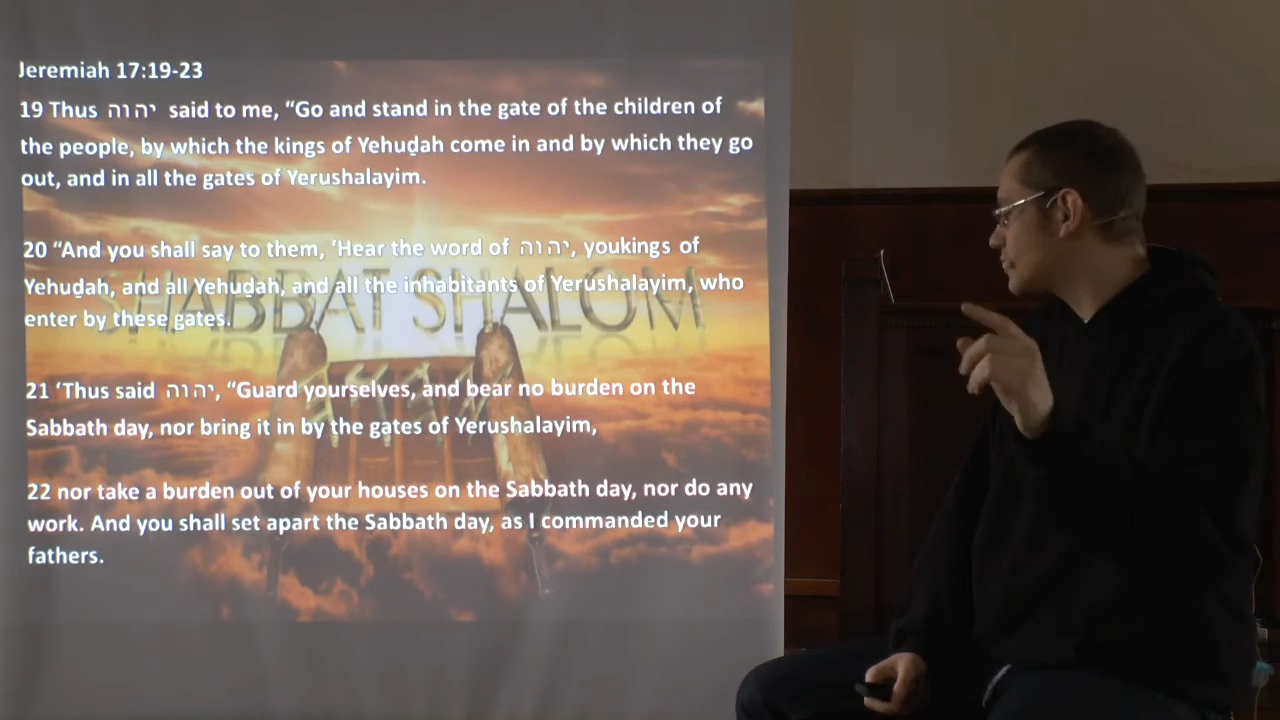 Jeremiah 17:19-23
19 Thus יהוה said to me, “Go and stand in the gate of the children of
the people, by which the kings of Yehuḏah come in and by which they go
out, and in all the gates of Yerushalayim.
20 “And you shall say to them, ‘Hear the word of יהוה, youkings of
Yehuḏah, and all Yehuḏah, and all the inhabitants of Yerushalayim, who
enter by these gates.
SHABBAT SHALOM
21 ‘Thus said יהוה, “Guard yourselves, and bear no burden on the
Sabbath day, nor bring it in by the gates of Yerushalayim,
22 nor take a burden out of your houses on the Sabbath day, nor do any
work. And you shall set apart the Sabbath day, as I commanded your
fathers.